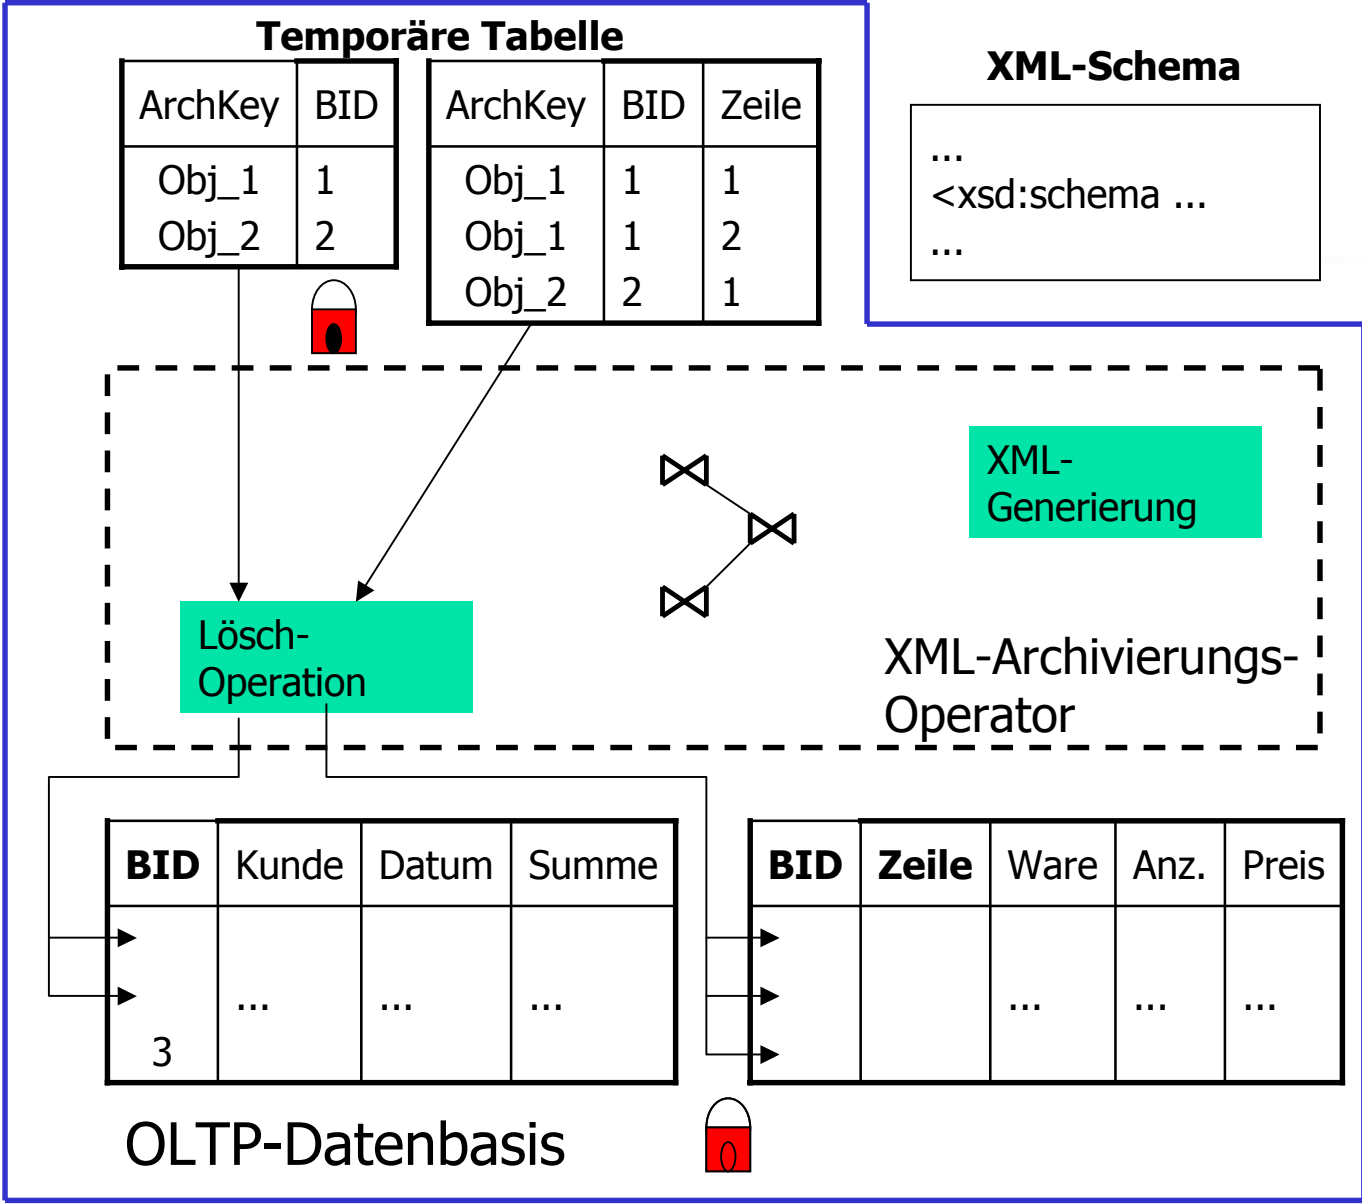 Temporäre Tabelle
ArchKey BID
Obj_1 1
Obj_2 2
ArchKey BID Zeile
Obj_1 1 1
Obj_1 1 2
Obj_2 2 1
XML-Schema
...
<xsd:schema ...
...
XML-
Generierung
Lösch-
Operation
XML-Archivierungs-
Operator
BID Kunde Datum Summe
... ... ...
3
BID Zeile Ware Anz. Preis
... ... ...
OLTP-Datenbasis